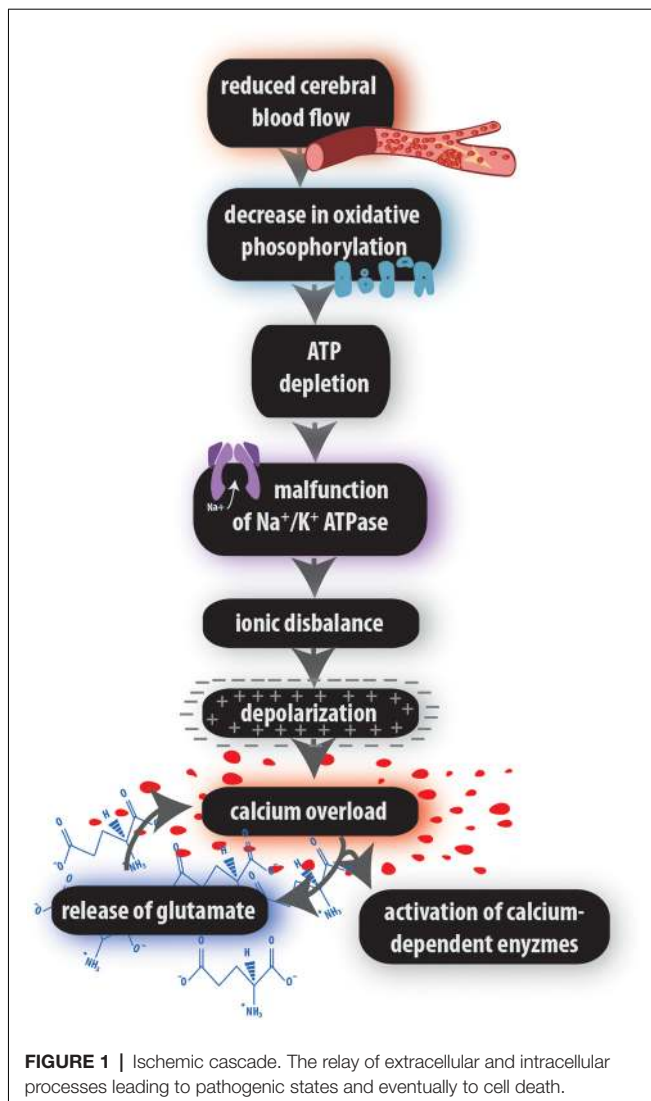 reduced cerebral
blood flow
decrease in oxidative
phosophorylation
ATP
depletion
Na+
malfunction
of Na⁺/K⁺ ATPase
ionic disbalance
depolarization
calcium overload
release of glutamate
activation of calcium-
dependent enyzmes
O
O
H
O⁻
O⁻
NH₃
+
FIGURE 1 | Ischemic cascade. The relay of extracellular and intracellular
processes leading to pathogenic states and eventually to cell death.